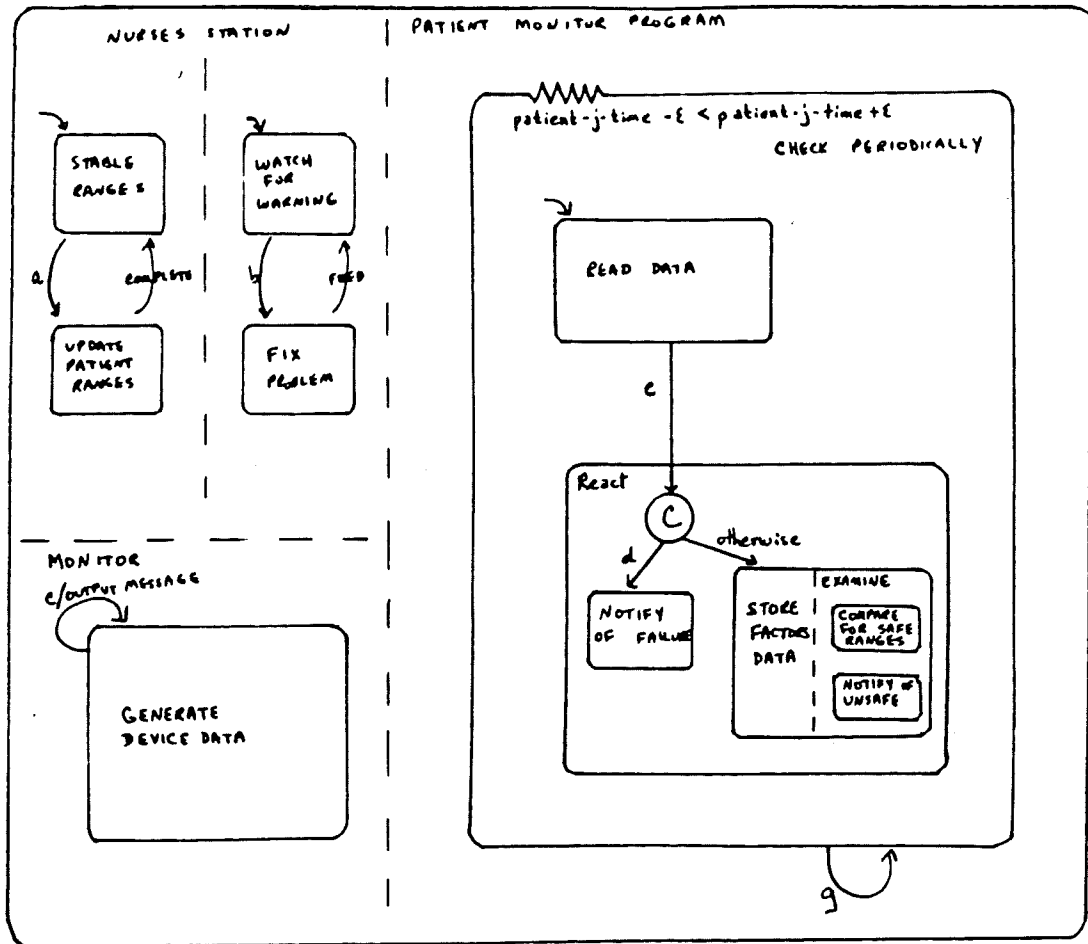 NURSES STATION
PATIENT MONITOR PROGRAM
STABLE
RANGES
a
COMPLETE
UPDATE
PATIENT
RANGES
WATCH
FOR
WARNING
b
FIX
PROBLEM
patient-j-time -ε < patient-j-time +ε
CHECK PERIODICALLY
READ DATA
e
React
C
d
otherwise
NOTIFY
OF FAILURE
STORE
FACTORS
DATA
EXAMINE
COMPARE
FOR SAFE
RANGES
NOTIFY OF
UNSAFE
g
MONITOR
c/OUTPUT MESSAGE
GENERATE
DEVICE DATA